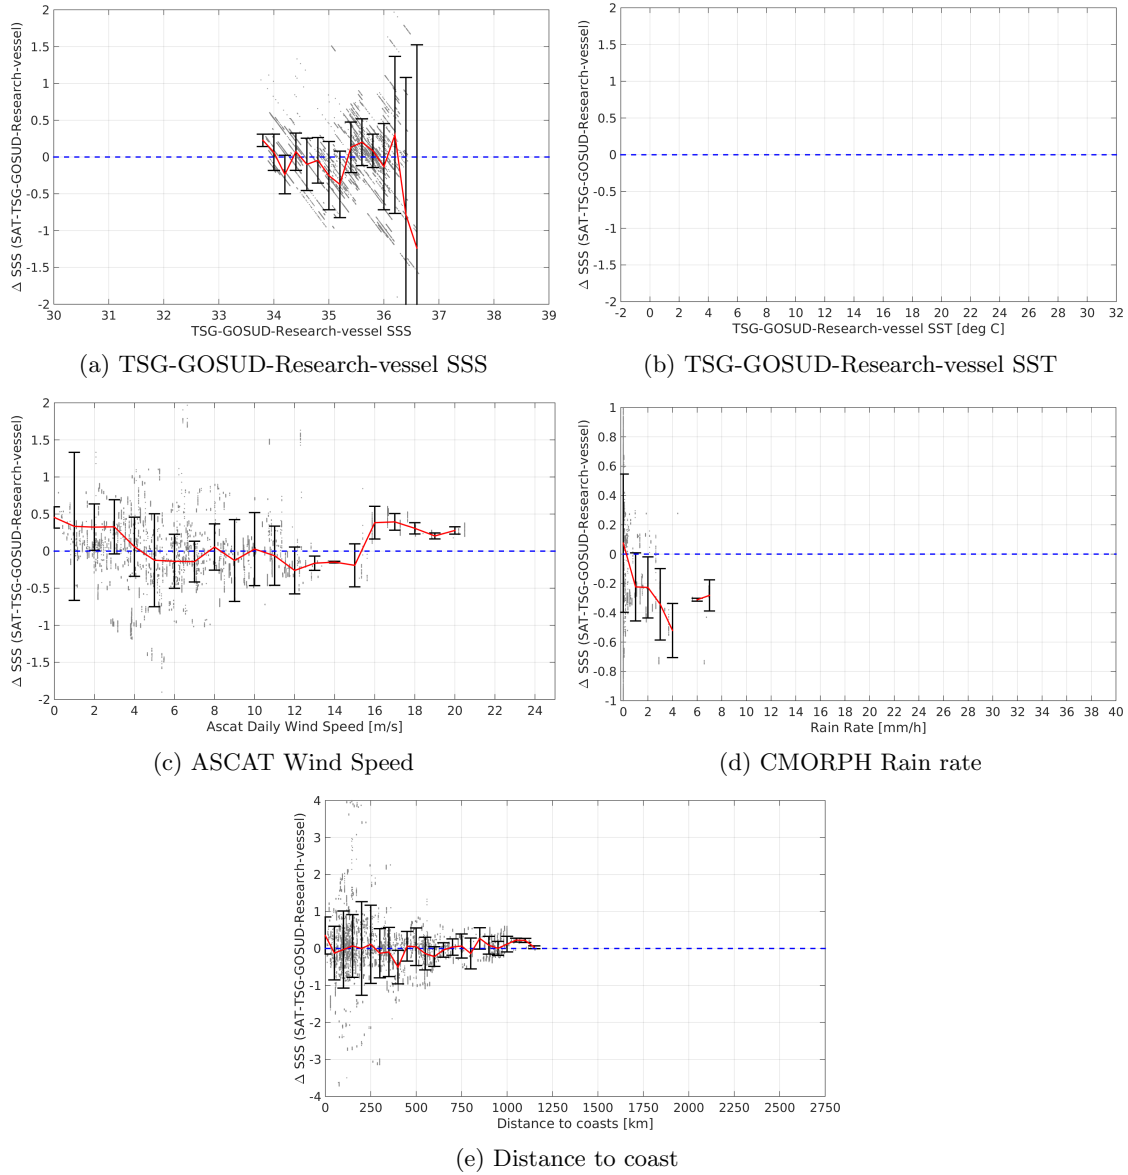 2
1.5
1
0.5
0
-0.5
-1
-1.5
-2
30 31 32 33 34 35 36 37 38 39
Δ SSS (SAT-TSG-GOSUD-Research-vessel)
TSG-GOSUD-Research-vessel SSS
(a) TSG-GOSUD-Research-vessel SSS
2
1.5
1
0.5
0
-0.5
-1
-1.5
-2
-2 0 2 4 6 8 10 12 14 16 18 20 22 24 26 28 30 32
Δ SSS (SAT-TSG-GOSUD-Research-vessel)
TSG-GOSUD-Research-vessel SST [deg C]
(b) TSG-GOSUD-Research-vessel SST
2
1.5
1
0.5
0
-0.5
-1
-1.5
-2
0 2 4 6 8 10 12 14 16 18 20 22 24
Δ SSS (SAT-TSG-GOSUD-Research-vessel)
Ascat Daily Wind Speed [m/s]
(c) ASCAT Wind Speed
1
0.8
0.6
0.4
0.2
0
-0.2
-0.4
-0.6
-0.8
-1
0 2 4 6 8 10 12 14 16 18 20 22 24 26 28 30 32 34 36 38 40
Δ SSS (SAT-TSG-GOSUD-Research-vessel)
Rain Rate [mm/h]
(d) CMORPH Rain rate
4
3
2
1
0
-1
-2
-3
-4
0 250 500 750 1000 1250 1500 1750 2000 2250 2500 2750
Δ SSS (SAT-TSG-GOSUD-Research-vessel)
Distance to coasts [km]
(e) Distance to coast